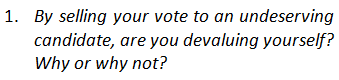 1. By selling your vote to an undeserving
candidate, are you devaluing yourself?
Why or why not?